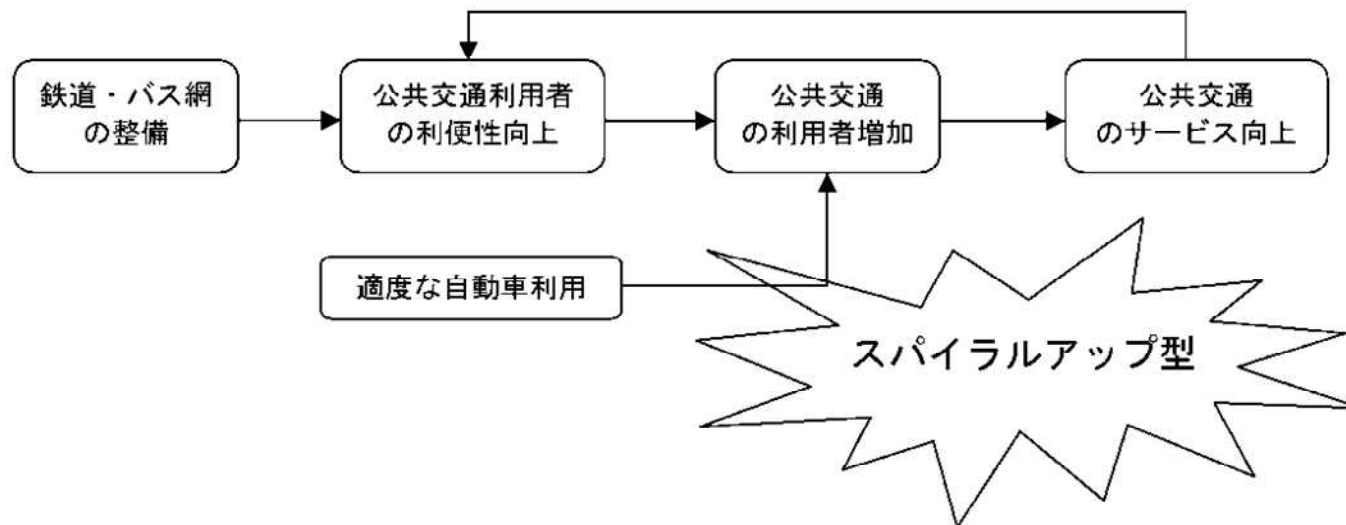 鉄道・バス網
の整備
公共交通利用者
の利便性向上
公共交通
の利用者増加
公共交通
のサービス向上
適度な自動車利用
スパイラルアップ型